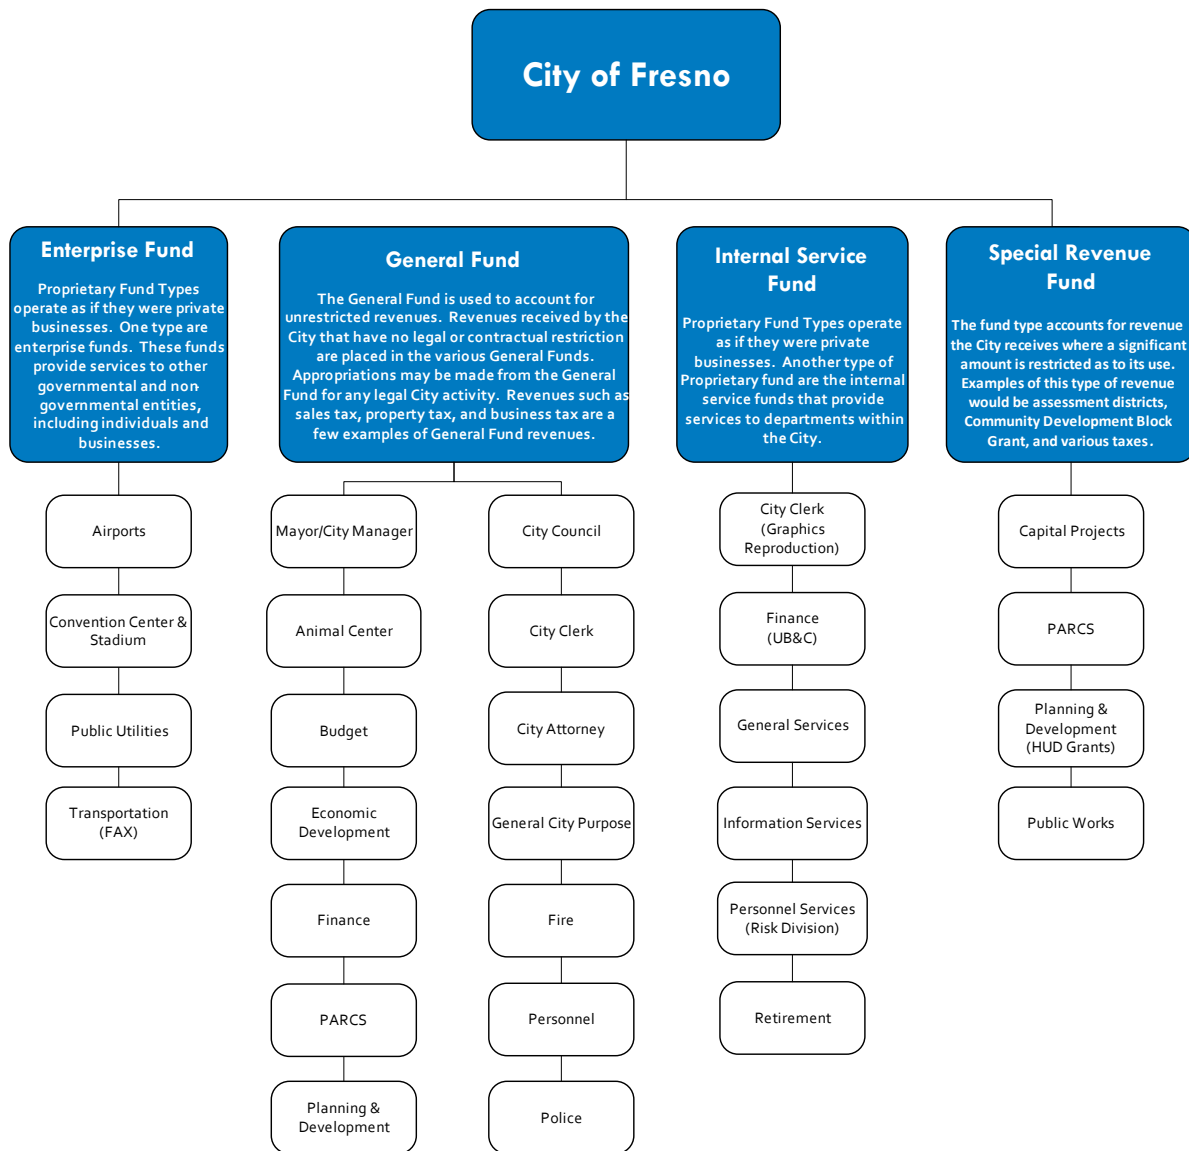 City of Fresno
Enterprise Fund
Proprietary Fund Types
operate as if they were private
businesses. One type are
enterprise funds. These funds
provide services to other
governmental and non-
governmental entities,
including individuals and
businesses.
General Fund
The General Fund is used to account for
unrestricted revenues. Revenues received by the
City that have no legal or contractual restriction
are placed in the various General Funds.
Appropriations may be made from the General
Fund for any legal City activity. Revenues such as
sales tax, property tax, and business tax are a
few examples of General Fund revenues.
Internal Service
Fund
Proprietary Fund Types operate
as if they were private
businesses. Another type of
Proprietary fund are the internal
service funds that provide
services to departments within
the City.
Special Revenue
Fund
The fund type accounts for revenue
the City receives where a significant
amount is restricted as to its use.
Examples of this type of revenue
would be assessment districts,
Community Development Block
Grant, and various taxes.
Airports
Convention Center &
Stadium
Public Utilities
Transportation
(FAX)
Mayor/City Manager
Animal Center
Budget
Economic
Development
Finance
PARCS
Planning &
Development
City Council
City Clerk
City Attorney
General City Purpose
Fire
Personnel
Police
City Clerk
(Graphics
Reproduction)
Finance
(UB&C)
General Services
Information Services
Personnel Services
(Risk Division)
Retirement
Capital Projects
PARCS
Planning &
Development
(HUD Grants)
Public Works